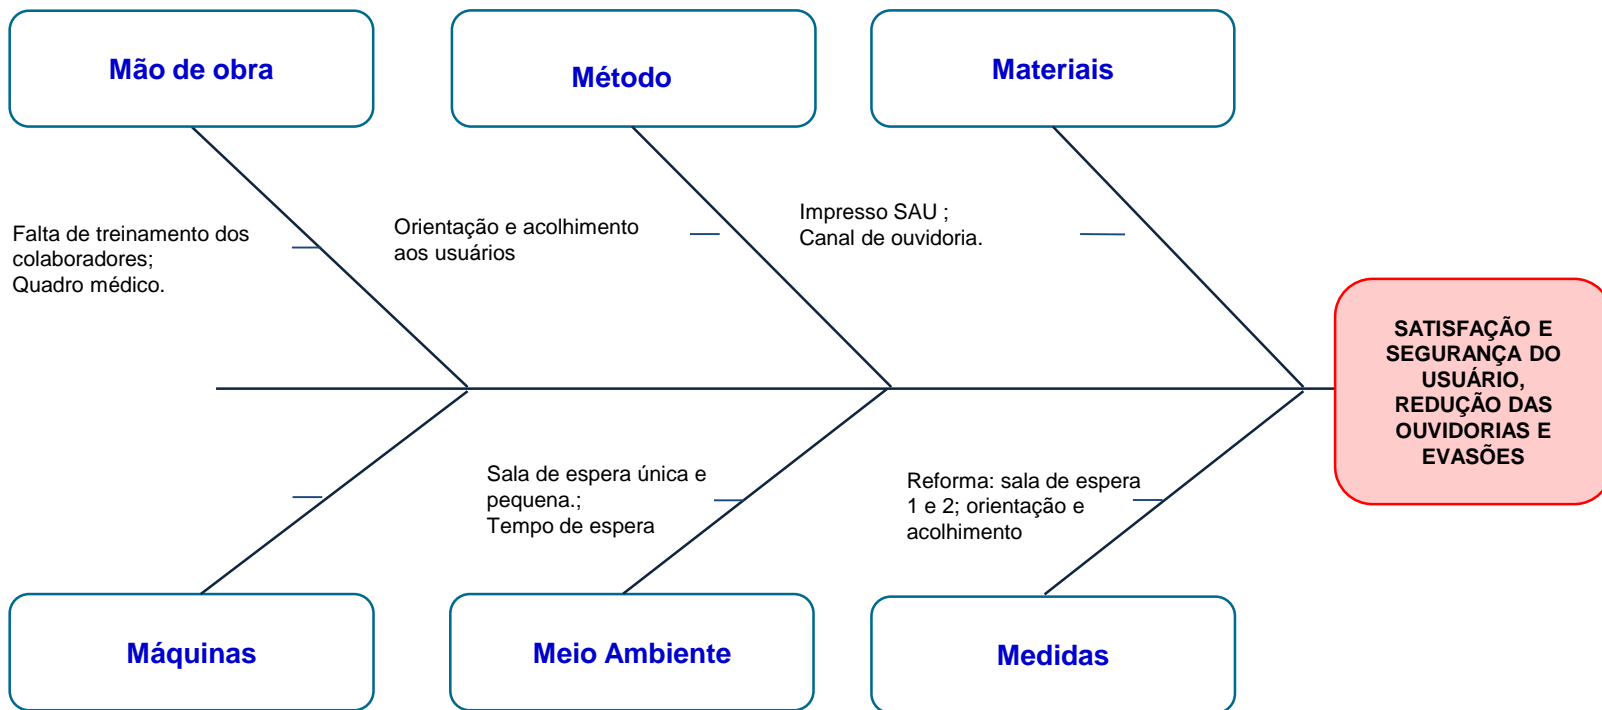 Mão de obra
Método
Materiais
Falta de treinamento dos
colaboradores;
Quadro médico.
Orientação e acolhimento
aos usuários
Impresso SAU ;
Canal de ouvidoria.
SATISFAÇÃO E
SEGURANÇA DO
USUÁRIO,
REDUÇÃO DAS
OUVIDORIAS E
EVASÕES
Sala de espera única e
pequena.;
Tempo de espera
Reforma: sala de espera
1 e 2; orientação e
acolhimento
Máquinas
Meio Ambiente
Medidas